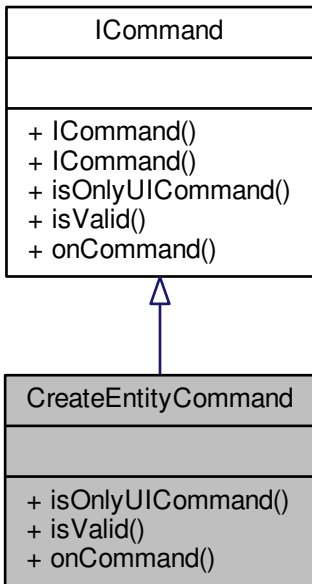 ICommand
+ ICommand()
+ ICommand()
+ isOnlyUICommand()
+ isValid()
+ onCommand()
CreateEntityCommand
+ isOnlyUICommand()
+ isValid()
+ onCommand()